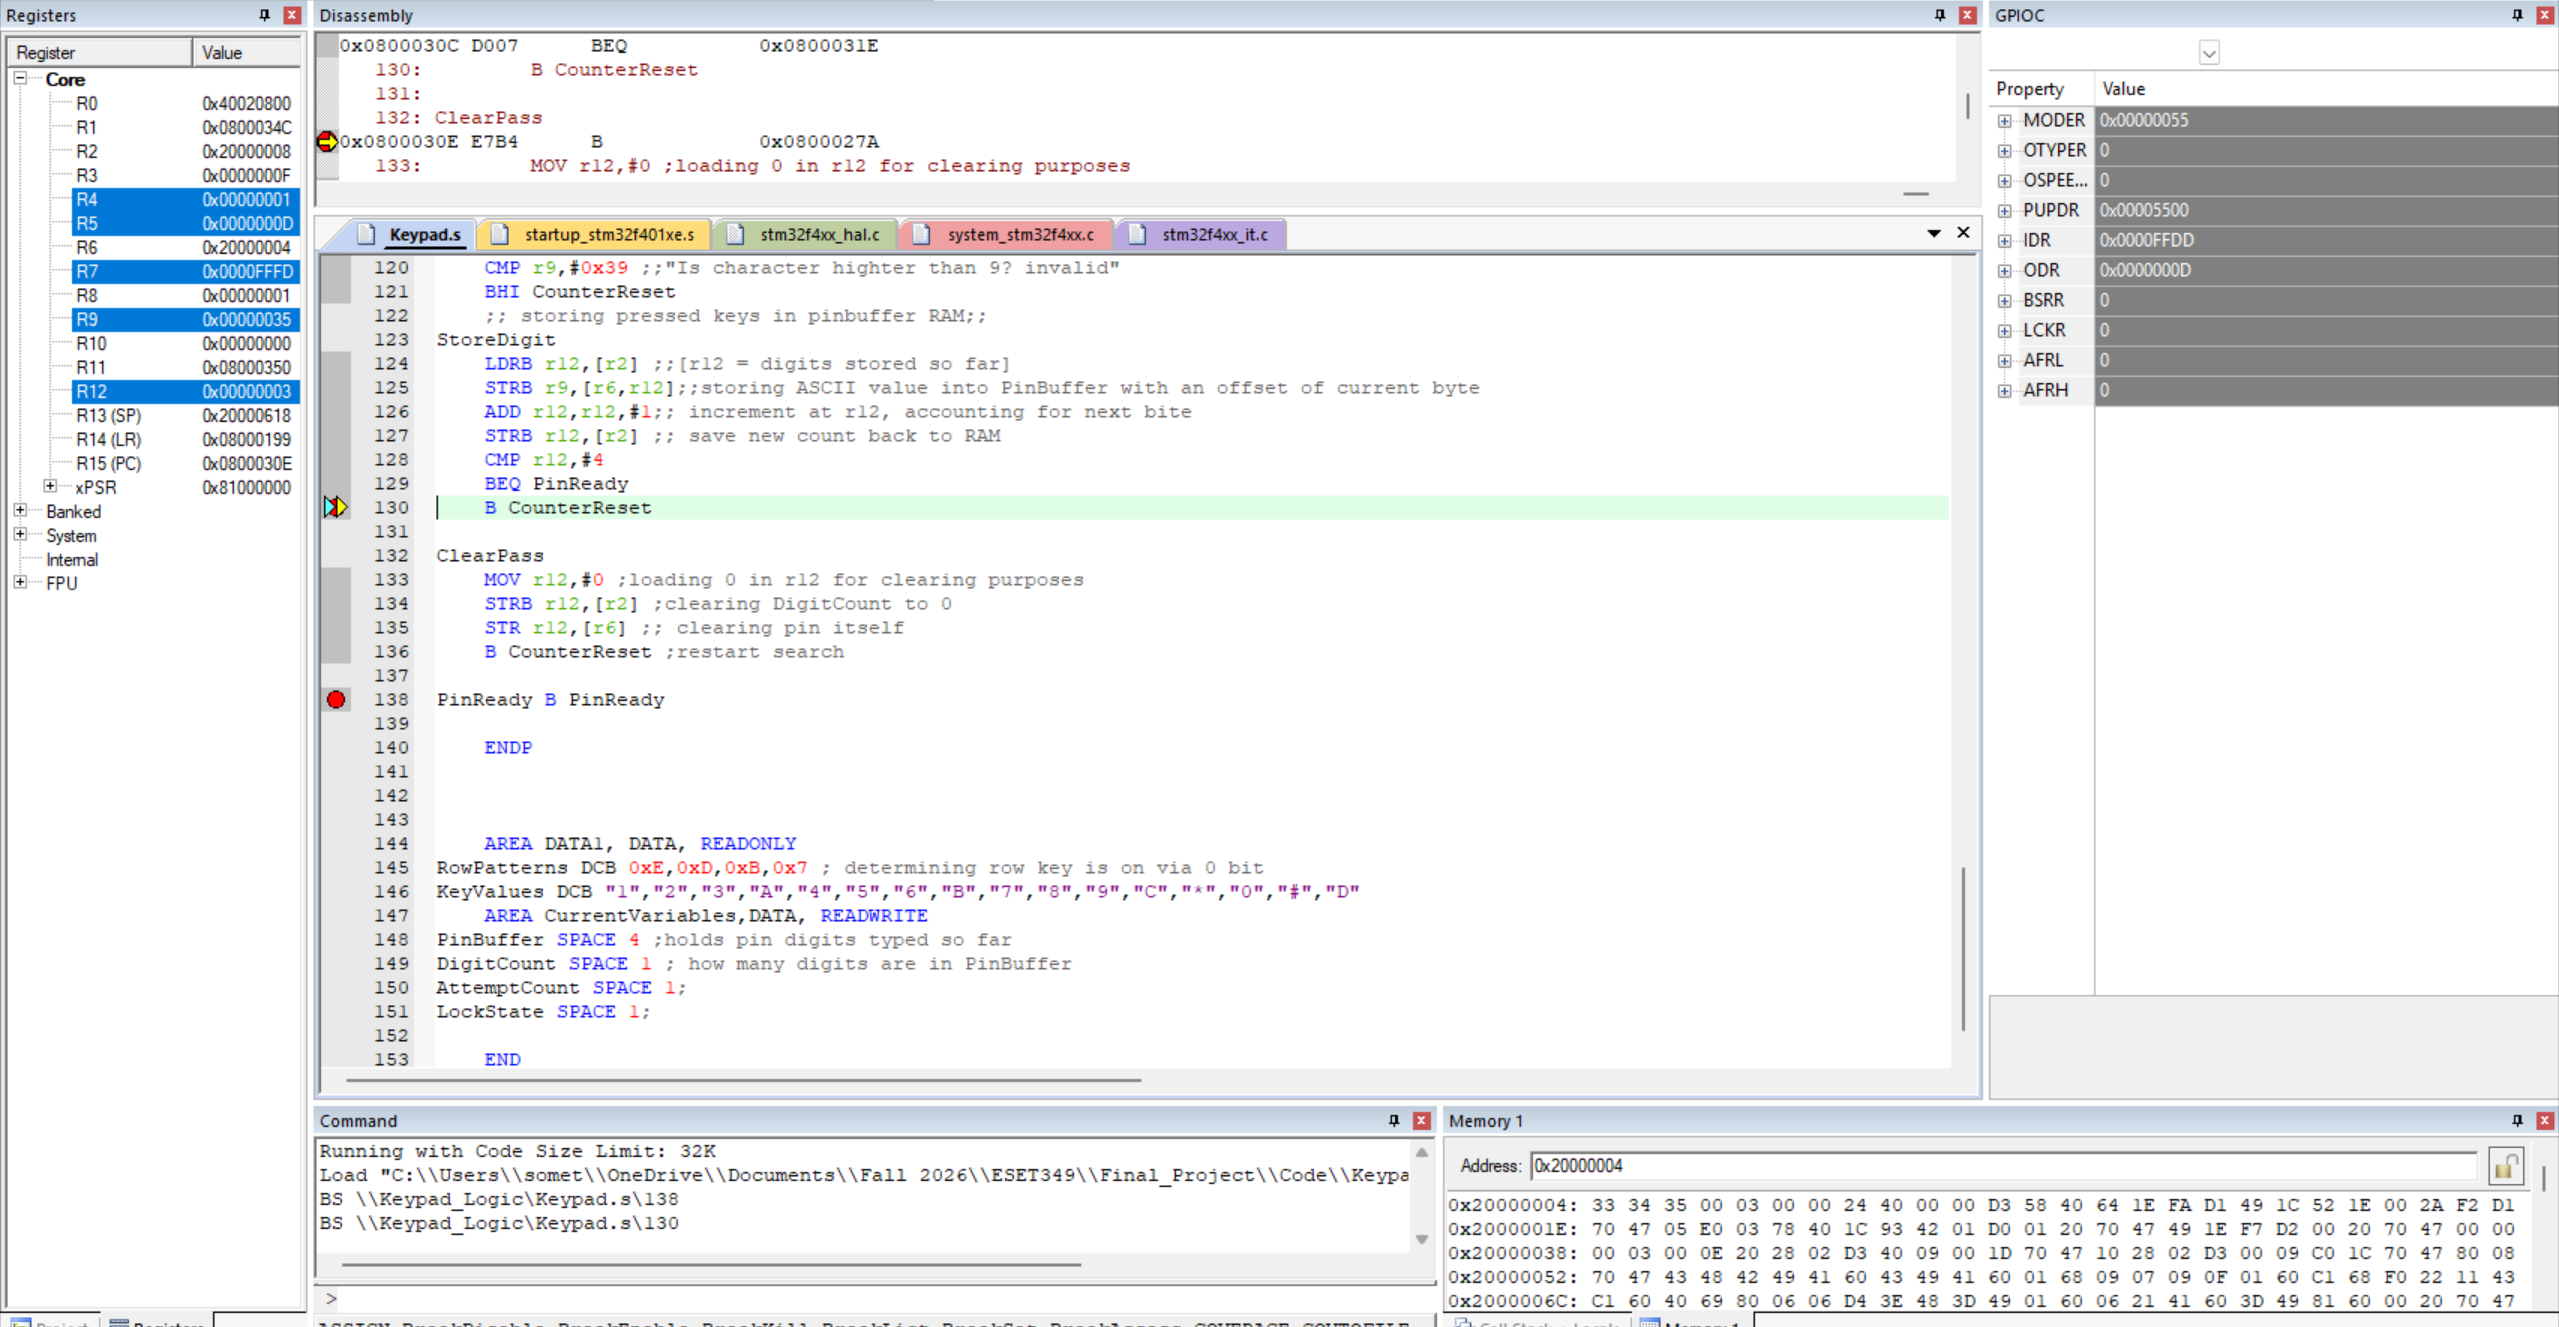 Registers
Register Value
Core
R0 0x40020800
R1 0x0800034C
R2 0x20000008
R3 0x0000000F
R4 0x00000001
R5 0x0000000D
R6 0x20000004
R7 0x0000FFFD
R8 0x00000001
R9 0x00000035
R10 0x00000000
R11 0x08000350
R12 0x00000003
R13 (SP) 0x20000618
R14 (LR) 0x08000199
R15 (PC) 0x0800030E
xPSR 0x81000000
Banked
System
Internal
FPU
Project Registers
Disassembly
0x0800030C D007 BEQ 0x0800031E
130: B CounterReset
131:
132: ClearPass
0x0800030E E7B4 B 0x0800027A
133: MOV r12,#0 ;loading 0 in r12 for clearing purposes
Keypad.s startup_stm32f401xe.s stm32f4xx_hal.c system_stm32f4xx.c stm32f4xx_it.c
120 CMP r9,#0x39 ;;"Is character highter than 9? invalid"
121 BHI CounterReset
122 ;; storing pressed keys in pinbuffer RAM;;
123 StoreDigit
124 LDRB r12,[r2] ;;[r12 = digits stored so far]
125 STRB r9,[r6,r12];;storing ASCII value into PinBuffer with an offset of current byte
126 ADD r12,r12,#1;; increment at r12, accounting for next bite
127 STRB r12,[r2] ;; save new count back to RAM
128 CMP r12,#4
129 BEQ PinReady
130 B CounterReset
131
132 ClearPass
133 MOV r12,#0 ;loading 0 in r12 for clearing purposes
134 STRB r12,[r2] ;clearing DigitCount to 0
135 STR r12,[r6] ;; clearing pin itself
136 B CounterReset ;restart search
137
138 PinReady B PinReady
139
140 ENDP
141
142
143
144 AREA DATA1, DATA, READONLY
145 RowPatterns DCB 0xE,0xD,0xB,0x7 ; determining row key is on via 0 bit
146 KeyValues DCB "1","2","3","A","4","5","6","B","7","8","9","C","*","0","#","D"
147 AREA CurrentVariables,DATA, READWRITE
148 PinBuffer SPACE 4 ;holds pin digits typed so far
149 DigitCount SPACE 1 ; how many digits are in PinBuffer
150 AttemptCount SPACE 1;
151 LockState SPACE 1;
152
153 END
Command
Running with Code Size Limit: 32K
Load "C:\\Users\\somet\\OneDrive\\Documents\\Fall 2026\\ESET349\\Final_Project\\Code\\Keypa
BS \\Keypad_Logic\Keypad.s\138
BS \\Keypad_Logic\Keypad.s\130
>
ASSIGN BreakDisable BreakEnable BreakKill BreakList BreakSet BreakAccess COVERAGE COVTOFILE
GPIOC
Property Value
MODER 0x00000055
OTYPER 0
OSPEE... 0
PUPDR 0x00005500
IDR 0x0000FFDD
ODR 0x0000000D
BSRR 0
LCKR 0
AFRL 0
AFRH 0
Memory 1
Address: 0x20000004
0x20000004: 33 34 35 00 03 00 00 24 40 00 00 D3 58 40 64 1E FA D1 49 1C 52 1E 00 2A F2 D1
0x2000001E: 70 47 05 E0 03 78 40 1C 93 42 01 D0 01 20 70 47 49 1E F7 D2 00 20 70 47 00 00
0x20000038: 00 03 00 0E 20 28 02 D3 40 09 00 1D 70 47 10 28 02 D3 00 09 C0 1C 70 47 80 08
0x20000052: 70 47 43 48 42 49 41 60 43 49 41 60 01 68 09 07 09 0F 01 60 C1 68 F0 22 11 43
0x2000006C: C1 60 40 69 80 06 06 D4 3E 48 3D 49 01 60 06 21 41 60 3D 49 81 60 00 20 70 47
Call Stack + Locals Memory 1